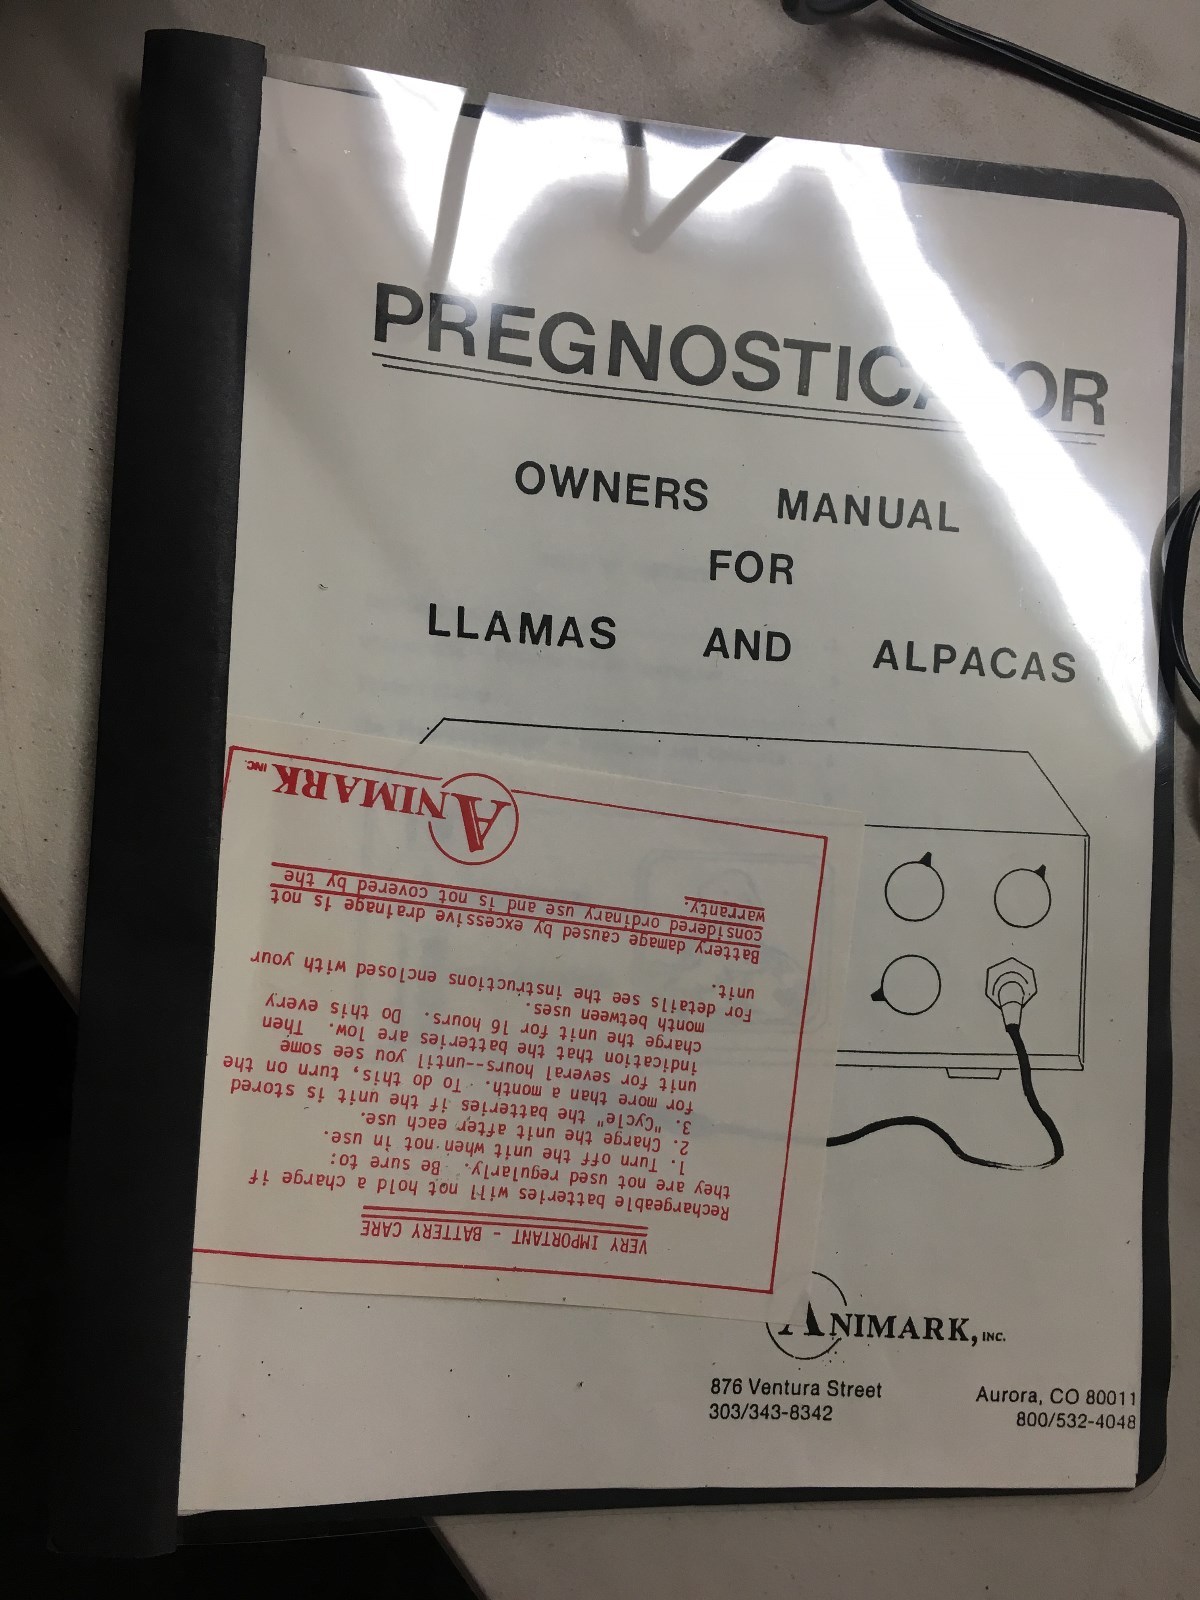 PREGNOSTICATOR
OWNERS MANUAL
FOR
LLAMAS AND ALPACAS
VERY IMPORTANT - BATTERY CARE
Rechargeable batteries will not hold a charge if
they are not used regularly. Be sure to:
1. Turn off the unit when not in use.
2. Charge the unit after each use.
3. "Cycle" the batteries if the unit is stored
for more than a month. To do this, turn on the
unit for several hours--until you see some
indication that the batteries are low. Then
charge the unit for 16 hours. Do this every
month between uses.
For details see the instructions enclosed with your
unit.
Battery damage caused by excessive drainage is not
considered ordinary use and is not covered by the
warranty.
ANIMARK INC.
ANIMARK, INC.
876 Ventura Street Aurora, CO 80011
303/343-8342 800/532-4048